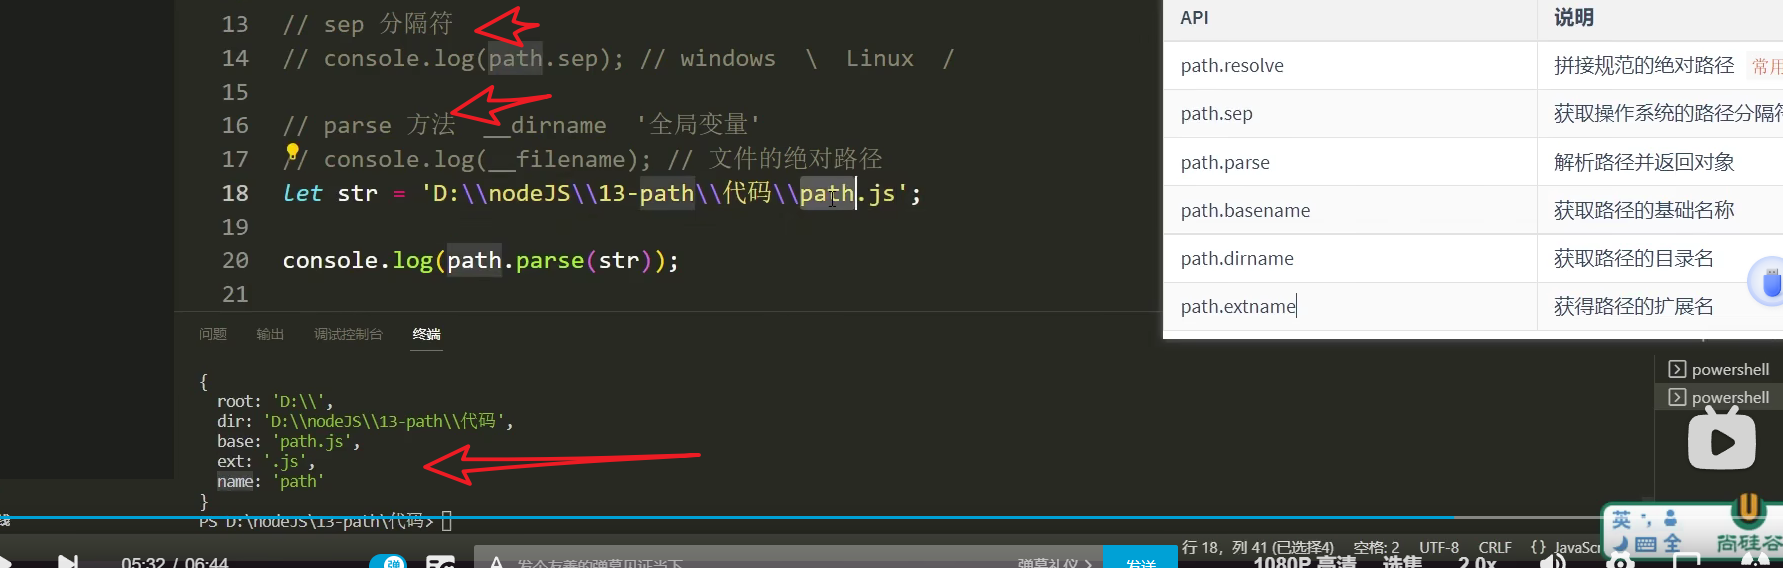 13 // sep 分隔符
14 // console.log(path.sep); // windows \ Linux /
15
16 // parse 方法 __dirname '全局变量'
17 // console.log(__filename); // 文件的绝对路径
18 let str = 'D:\\nodeJS\\13-path\\代码\\path.js';
19
20 console.log(path.parse(str));
21
API 说明
path.resolve 拼接规范的绝对路径 常用
path.sep 获取操作系统的路径分隔符
path.parse 解析路径并返回对象
path.basename 获取路径的基础名称
path.dirname 获取路径的目录名
path.extname 获得路径的扩展名
问题 输出 调试控制台 终端
{
root: 'D:\\',
dir: 'D:\\nodeJS\\13-path\\代码',
base: 'path.js',
ext: '.js',
name: 'path'
}
PS D:\nodeJS\13-path\代码>
powershell
powershell
行 18，列 41 (已选择4) 空格: 2 UTF-8 CRLF {} JavaScr
英 全
尚硅谷
05:32 / 06:44
弹
发个友善的弹幕见证当下
弹幕礼仪 >
发送
1080P 高清 选集 2.0x